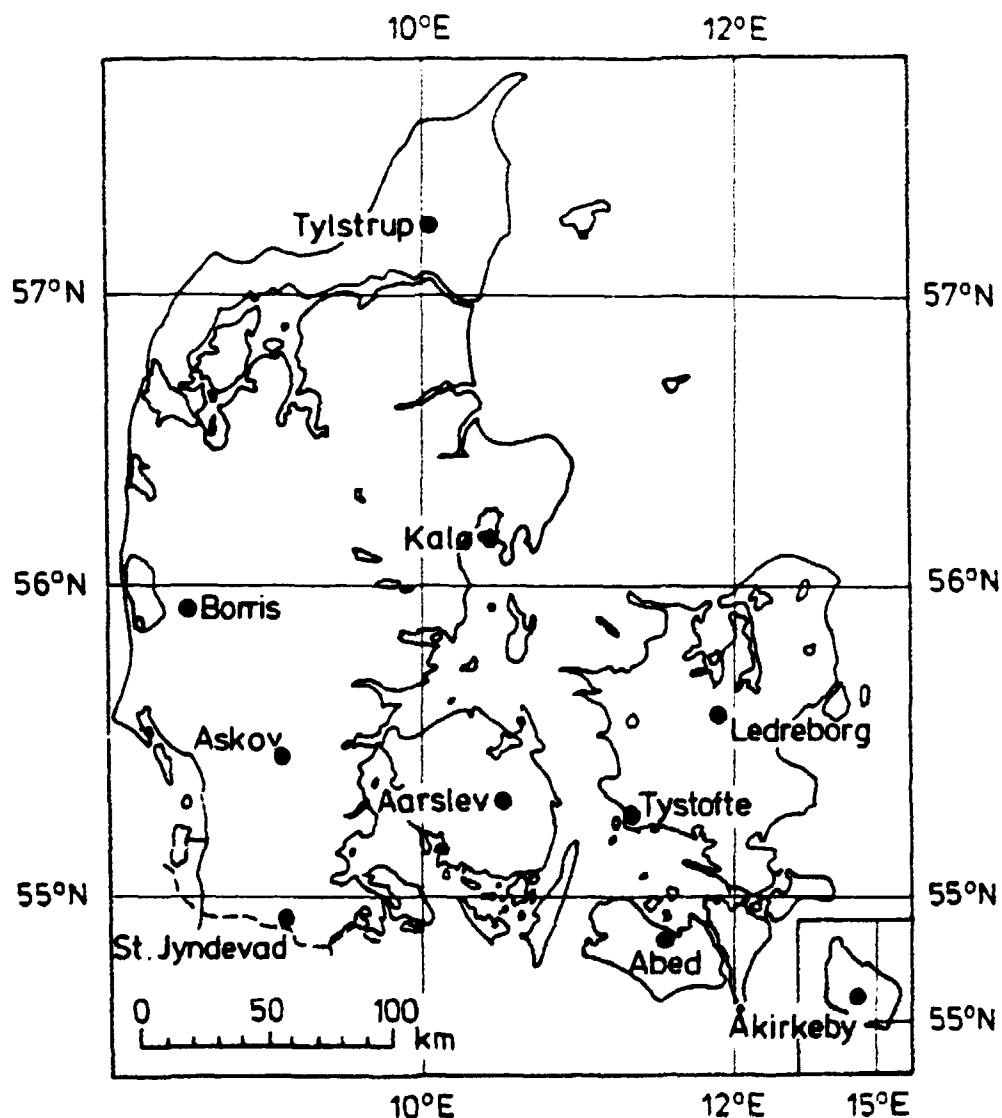 10°E 12°E
Tylstrup
57°N 57°N
Kalø
56°N
56°N
Borris
Ledreborg
Askov
Aarslev
Tystofte
55°N 55°N
St. Jyndevad
Abed
0 50 100
km
Åkirkeby
55°N
10°E 12°E 15°E